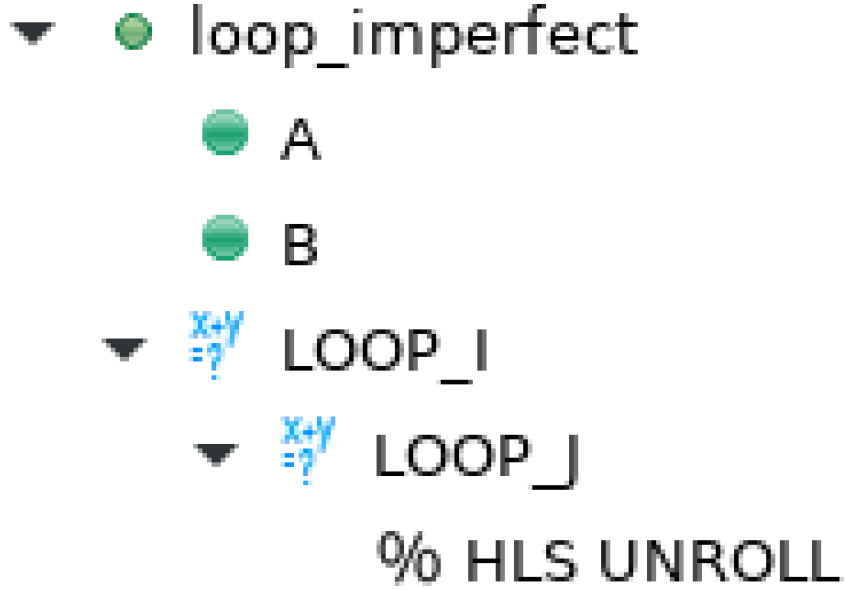 loop_imperfect
A
B
x+y
=?
LOOP_I
x+y
=?
LOOP_J
% HLS UNROLL